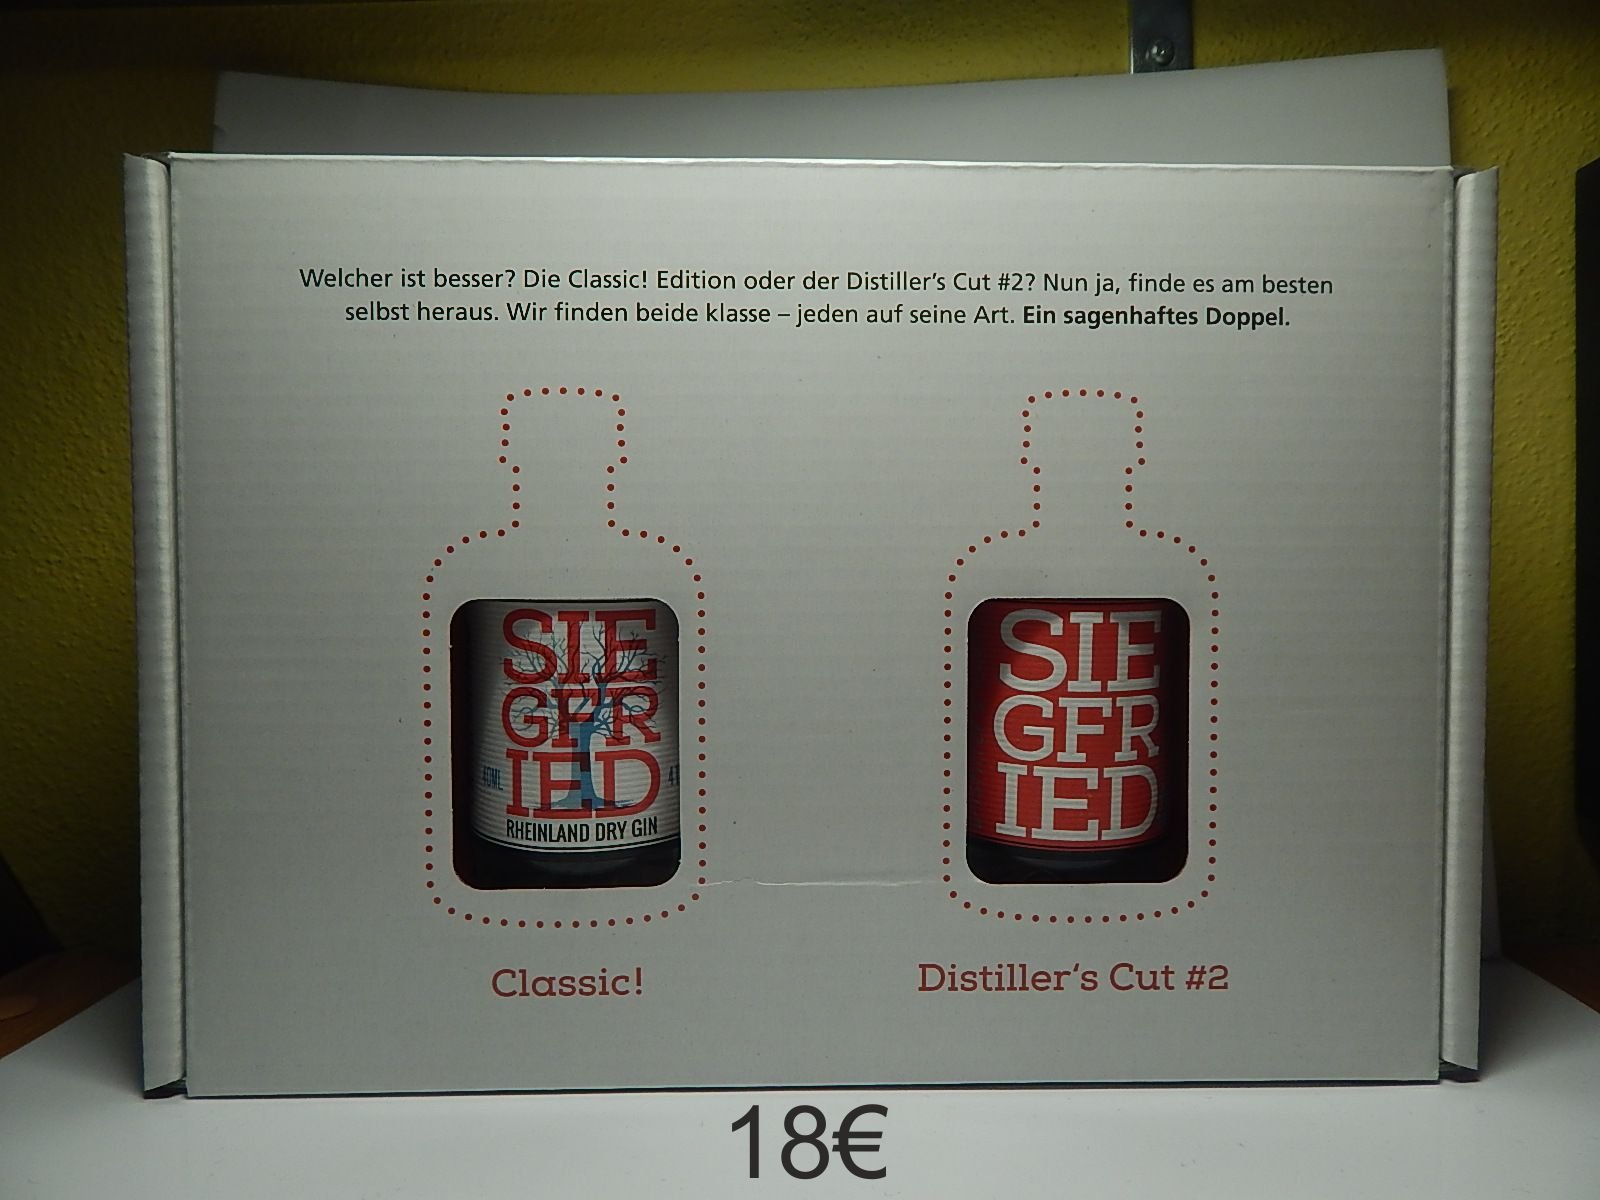 Welcher ist besser? Die Classic! Edition oder der Distiller's Cut #2? Nun ja, finde es am besten
selbst heraus. Wir finden beide klasse – jeden auf seine Art. Ein sagenhaftes Doppel.
SIE
GFR
IED
RHEINLAND DRY GIN
SIE
GFR
IED
Classic!
Distiller's Cut #2
18€